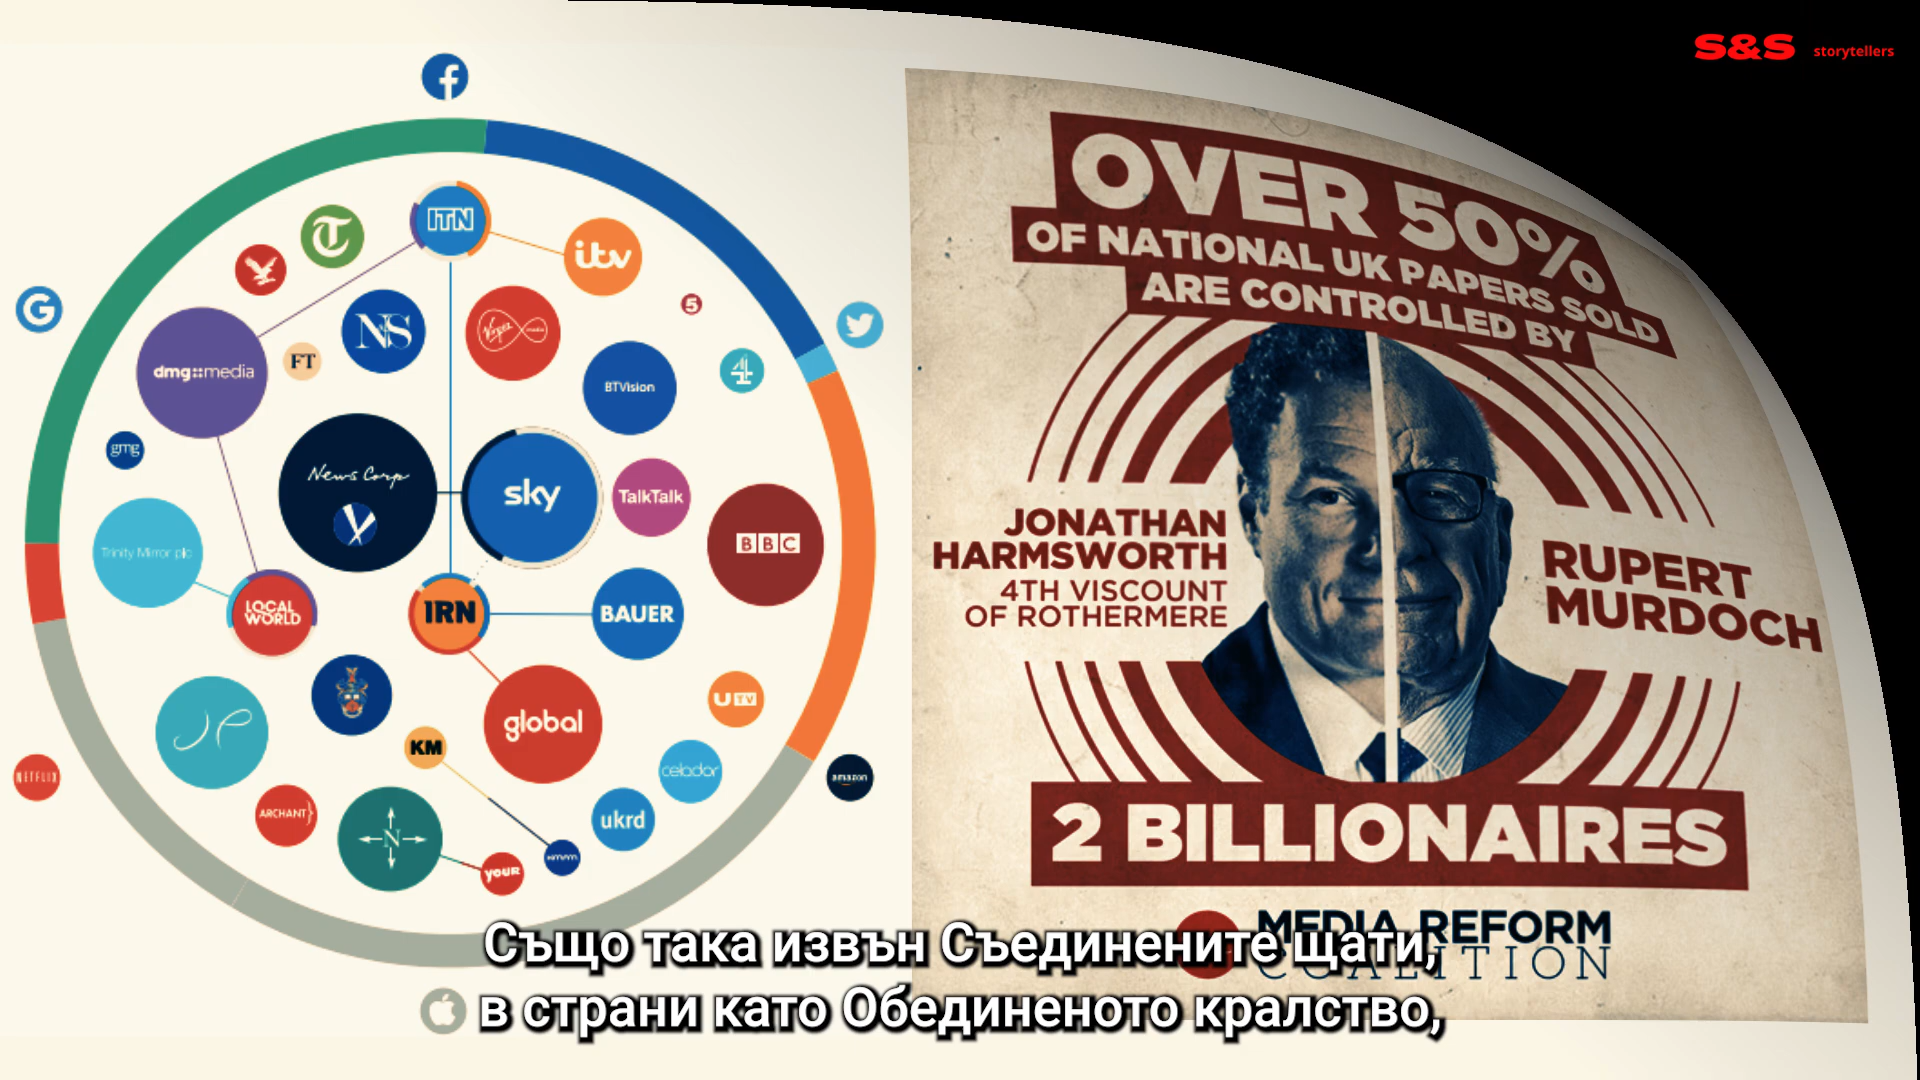 S&S storytellers
G
ITN
itv
5
NS
Virgin media
dmg::media
FT
BTVision
4
gmg
News Corp
sky
TalkTalk
BBC
Trinity Mirror plc
LOCAL
WORLD
IRN
BAUER
global
UTV
KM
celador
NETFLIX
amazon
ARCHANT
N
ukrd
YOUR
OVER 50%
OF NATIONAL UK PAPERS SOLD
ARE CONTROLLED BY
JONATHAN
HARMSWORTH
4TH VISCOUNT
OF ROTHERMERE
RUPERT
MURDOCH
2 BILLIONAIRES
MEDIA REFORM
COALITION
Също така извън Съединените щати,
в страни като Обединеното кралство,